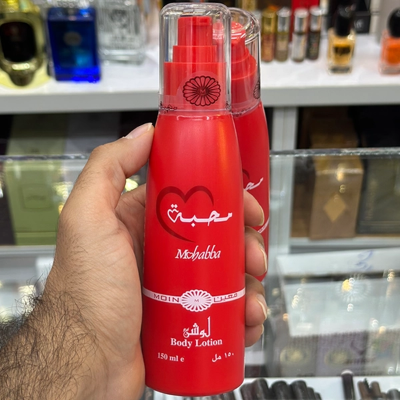 محبة
Mohabba
MOIN معين
لوشن
Body Lotion
150 ml e ١٥٠ مل